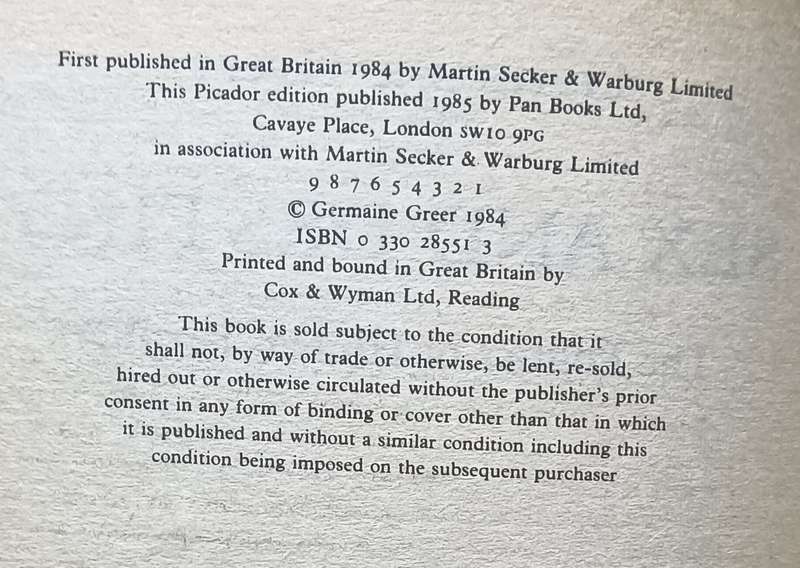 First published in Great Britain 1984 by Martin Secker & Warburg Limited
This Picador edition published 1985 by Pan Books Ltd,
Cavaye Place, London SW10 9PG
in association with Martin Secker & Warburg Limited
9 8 7 6 5 4 3 2 1
© Germaine Greer 1984
ISBN 0 330 28551 3
Printed and bound in Great Britain by
Cox & Wyman Ltd, Reading
This book is sold subject to the condition that it
shall not, by way of trade or otherwise, be lent, re-sold,
hired out or otherwise circulated without the publisher's prior
consent in any form of binding or cover other than that in which
it is published and without a similar condition including this
condition being imposed on the subsequent purchaser